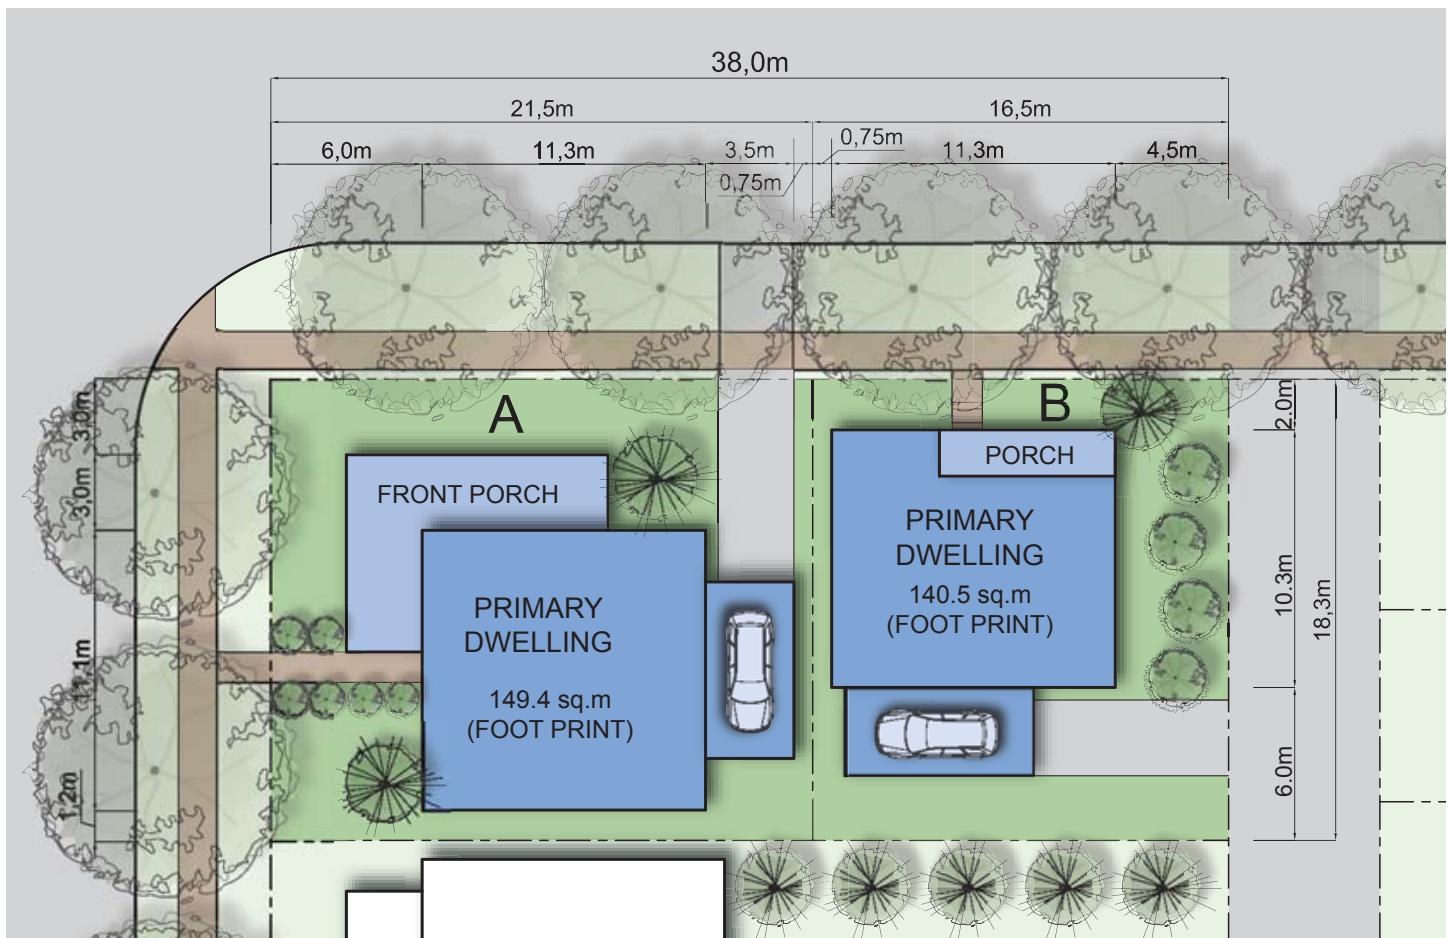 38,0m
21,5m
16,5m
0,75m
6,0m
11,3m
3,5m
11,3m
4,5m
0,75m
A
B
2.0m
3,0m
PORCH
FRONT PORCH
3,0m
PRIMARY
DWELLING
140.5 sq.m
(FOOT PRINT)
10.3m
18,3m
PRIMARY
DWELLING
149.4 sq.m
(FOOT PRINT)
6.0m
1,2m